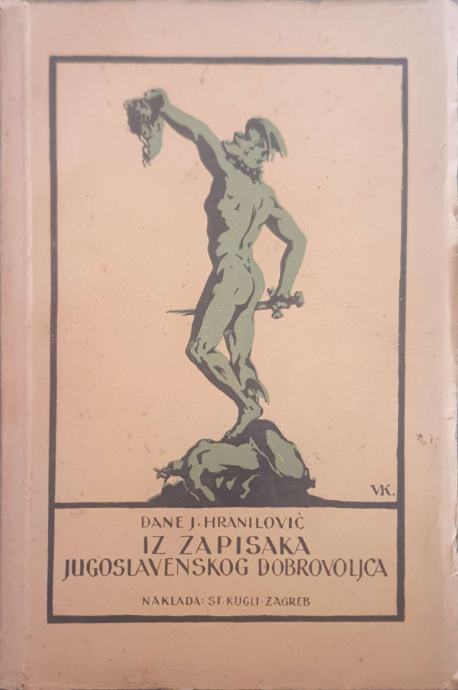 VK.
DANE J. HRANILOVIĆ
IZ ZAPISAKA
JUGOSLAVENSKOG DOBROVOLJCA
NAKLADA: ST. KUGLI-ZAGREB